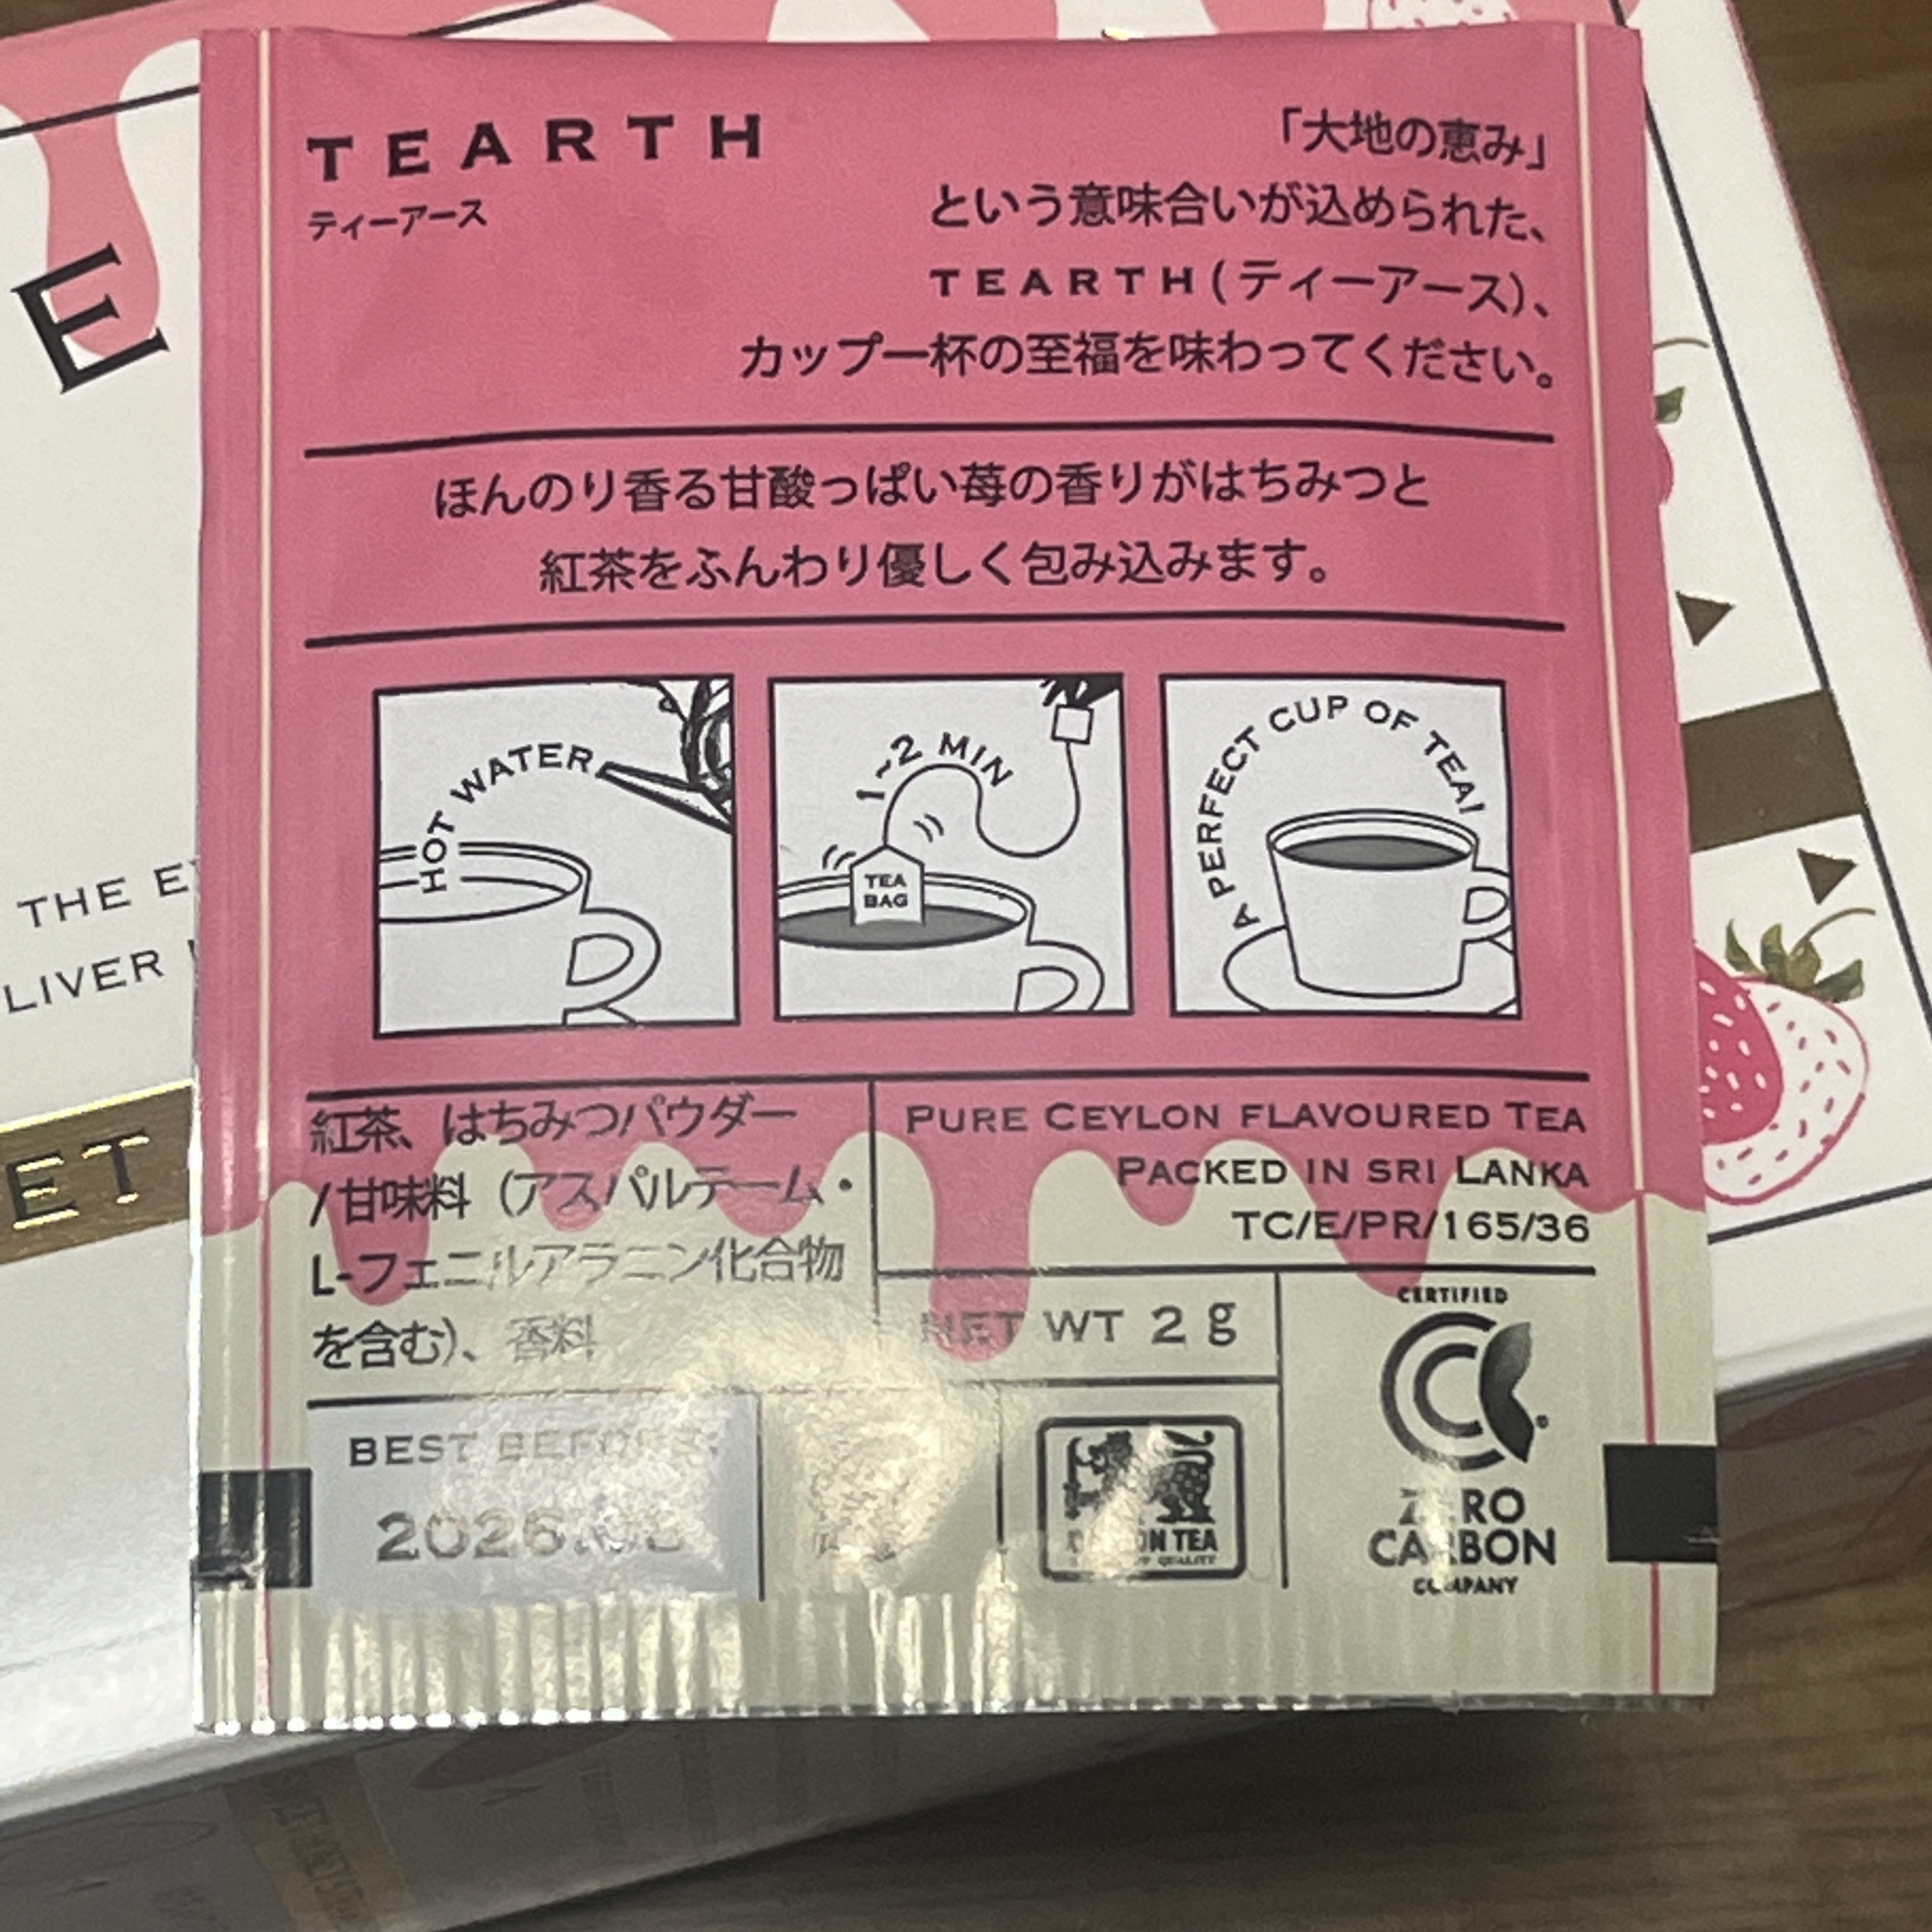 TEARTH
ティーアース
「大地の恵み」
という意味合いが込められた、
TEARTH(ティーアース)、
カップ一杯の至福を味わってください。
ほんのり香る甘酸っぱい苺の香りがはちみつと
紅茶をふんわり優しく包み込みます。
HOT WATER
1~2 MIN
TEA
BAG
A PERFECT CUP OF TEA!
紅茶、はちみつパウダー
/甘味料（アスパルテーム・
L-フェニルアラニン化合物
を含む）、香料
PURE CEYLON FLAVOURED TEA
PACKED IN SRI LANKA
TC/E/PR/165/36
NET WT 2 g
BEST BEFORE:
2026
CEYLON TEA
QUALITY
CERTIFIED
ZERO
CARBON
COMPANY
E
THE
LIVER
ET